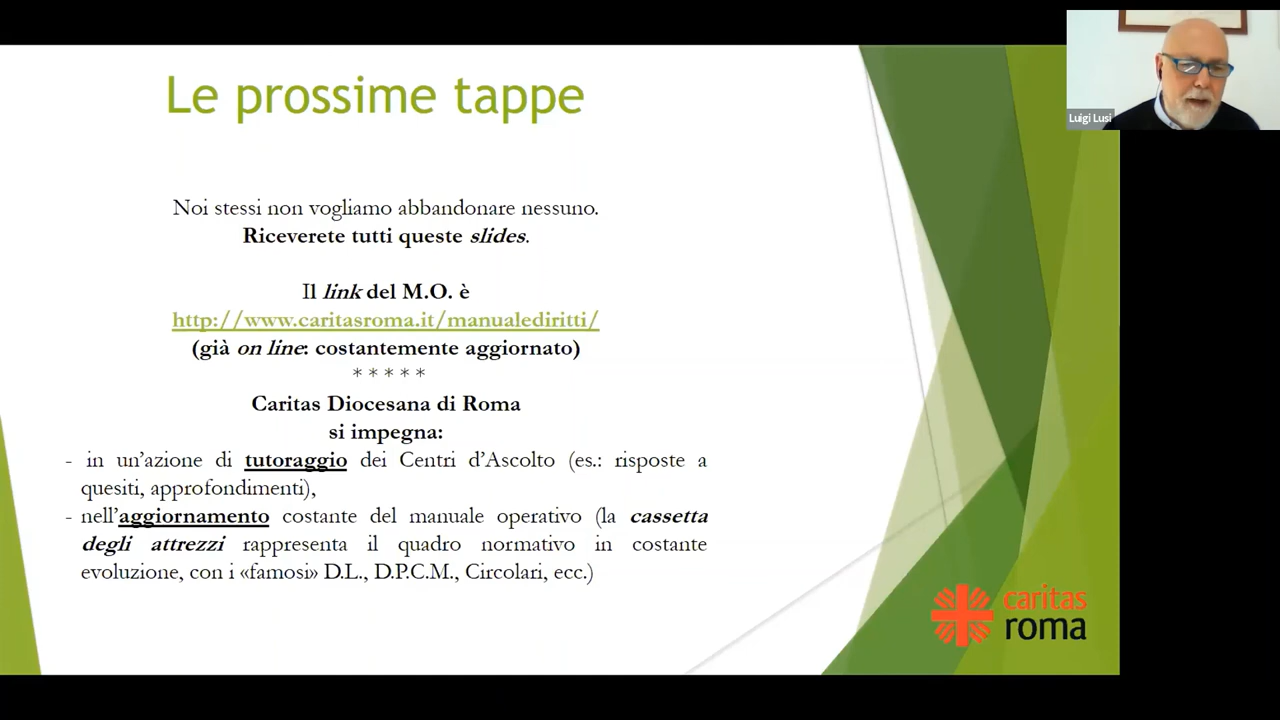 Le prossime tappe
Luigi Lusi
Noi stessi non vogliamo abbandonare nessuno.
Riceverete tutti queste slides.
Il link del M.O. è
http://www.caritasroma.it/manualediritti/
(già on line: costantemente aggiornato)
* * * * *
Caritas Diocesana di Roma
si impegna:
- in un’azione di tutoraggio dei Centri d’Ascolto (es.: risposte a
quesiti, approfondimenti),
- nell’aggiornamento costante del manuale operativo (la cassetta
degli attrezzi rappresenta il quadro normativo in costante
evoluzione, con i «famosi» D.L., D.P.C.M., Circolari, ecc.)
caritas
roma